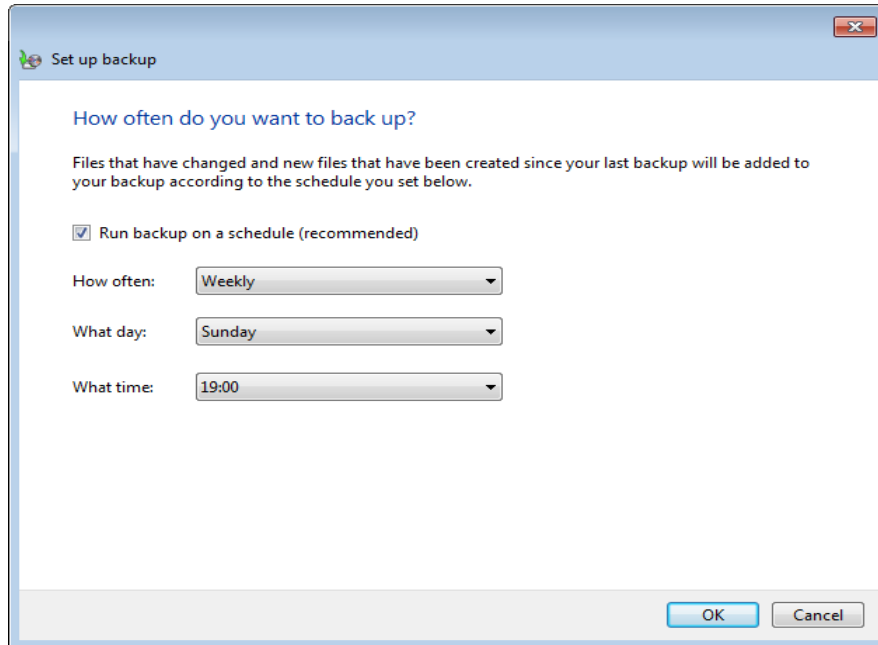 Set up backup
How often do you want to back up?
Files that have changed and new files that have been created since your last backup will be added to
your backup according to the schedule you set below.
Run backup on a schedule (recommended)
How often: Weekly
What day: Sunday
What time: 19:00
OK Cancel